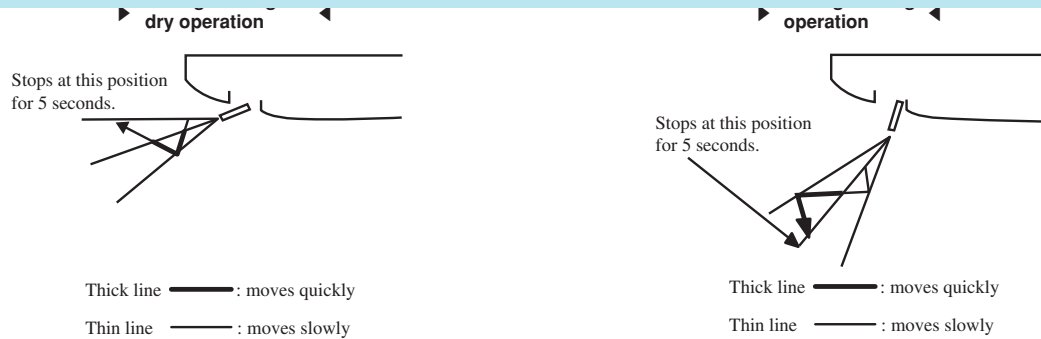 dry operation
operation
Stops at this position
for 5 seconds.
Stops at this position
for 5 seconds.
Thick line : moves quickly
Thin line : moves slowly
Thick line : moves quickly
Thin line : moves slowly